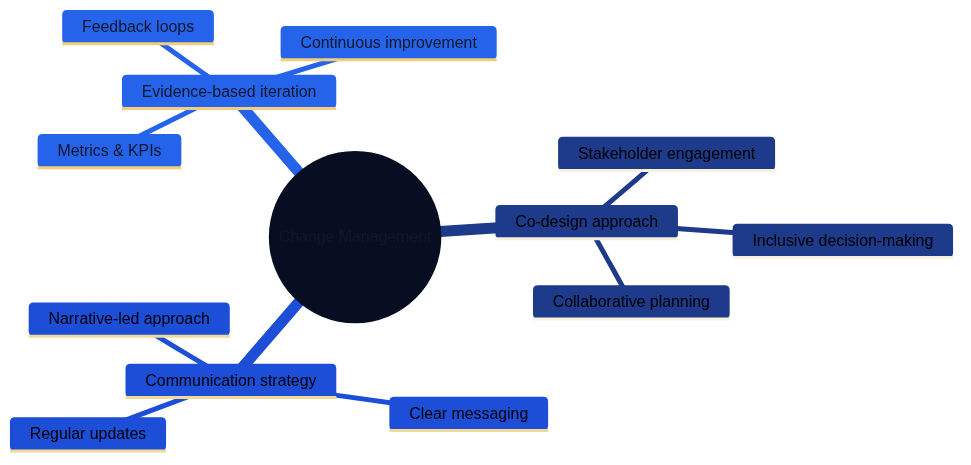 Feedback loops
Continuous improvement
Evidence-based iteration
Metrics & KPIs
Stakeholder engagement
Co-design approach
Change Management
Inclusive decision-making
Collaborative planning
Narrative-led approach
Communication strategy
Clear messaging
Regular updates